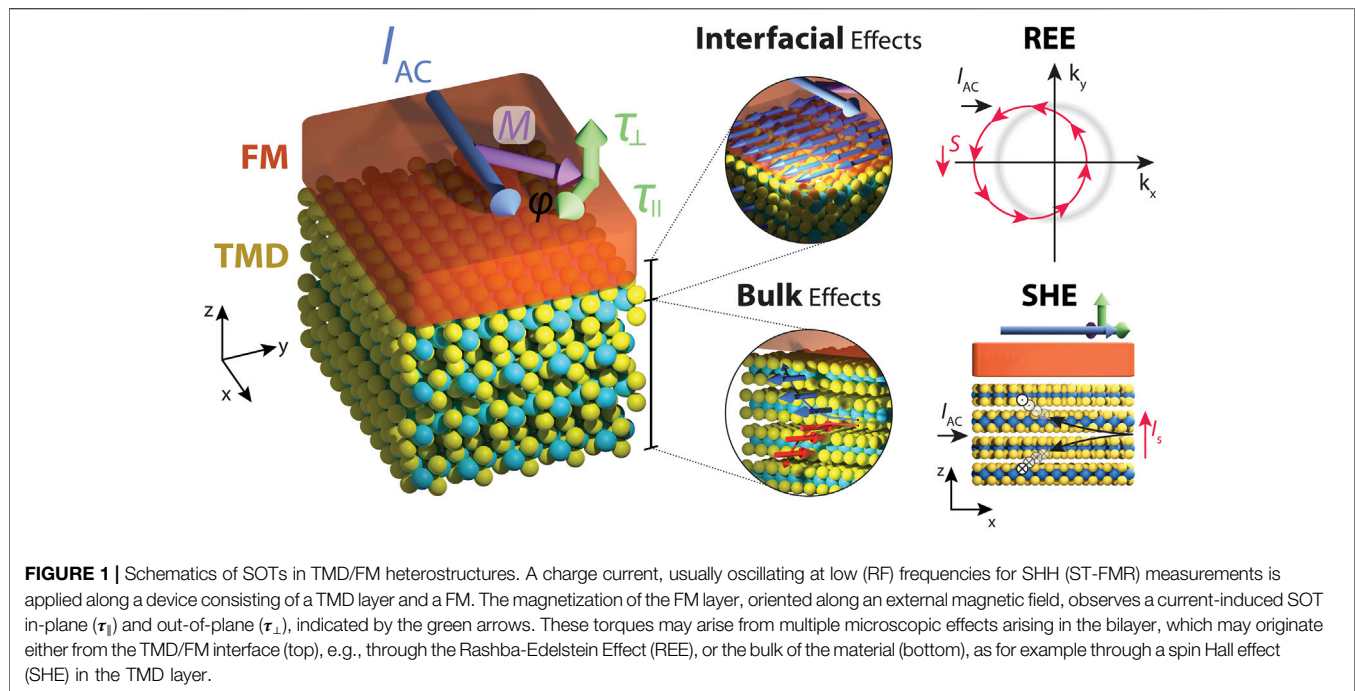 I_AC
M
τ⊥
FM
φ
τ||
TMD
z
y
x
Interfacial Effects
REE
k_y
I_AC
S
k_x
Bulk Effects
SHE
I_AC
I_s
z
x
FIGURE 1 | Schematics of SOTs in TMD/FM heterostructures. A charge current, usually oscillating at low (RF) frequencies for SHH (ST-FMR) measurements is
applied along a device consisting of a TMD layer and a FM. The magnetization of the FM layer, oriented along an external magnetic field, observes a current-induced SOT
in-plane (τ||) and out-of-plane (τ⊥), indicated by the green arrows. These torques may arise from multiple microscopic effects arising in the bilayer, which may originate
either from the TMD/FM interface (top), e.g., through the Rashba-Edelstein Effect (REE), or the bulk of the material (bottom), as for example through a spin Hall effect
(SHE) in the TMD layer.